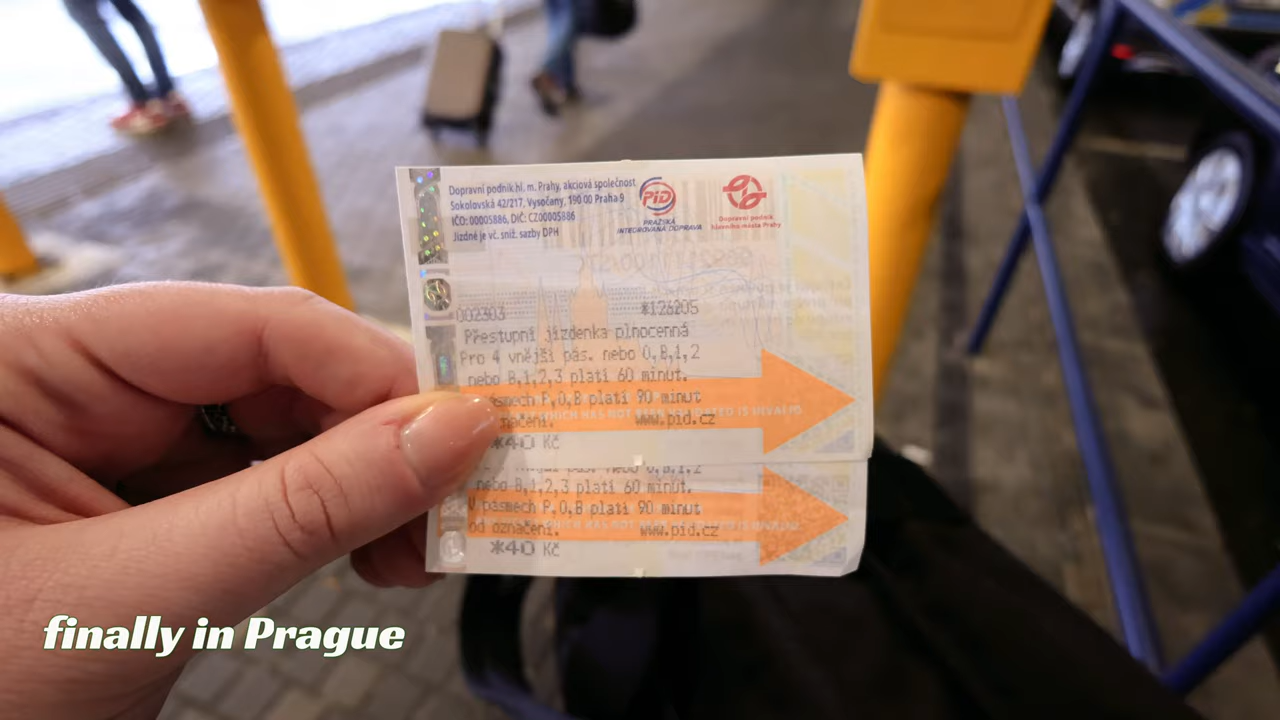 Dopravní podnik hl. m. Prahy, akciová společnost
Sokolovská 42/217, Vysočany, 190 00 Praha 9
IČO: 00005886, DIČ: CZ00005886
Jízdné je vč. sníž. sazby DPH
PID
PRAŽSKÁ
INTEGROVANÁ DOPRAVA
Dopravní podnik
hlavního města Prahy
002303 *126205
Přestupní jízdenka plnocenná
Pro 4 vnější pás. nebo 0,B,1,2
nebo B,1,2,3 platí 60 minut.
pásmech P,0,B platí 90 minut
značení. www.pid.cz
*40 Kč
nebo B,1,2,3 platí 60 minut.
V pásmech P,0,B platí 90 minut
od označení. www.pid.cz
*40 Kč
finally in Prague